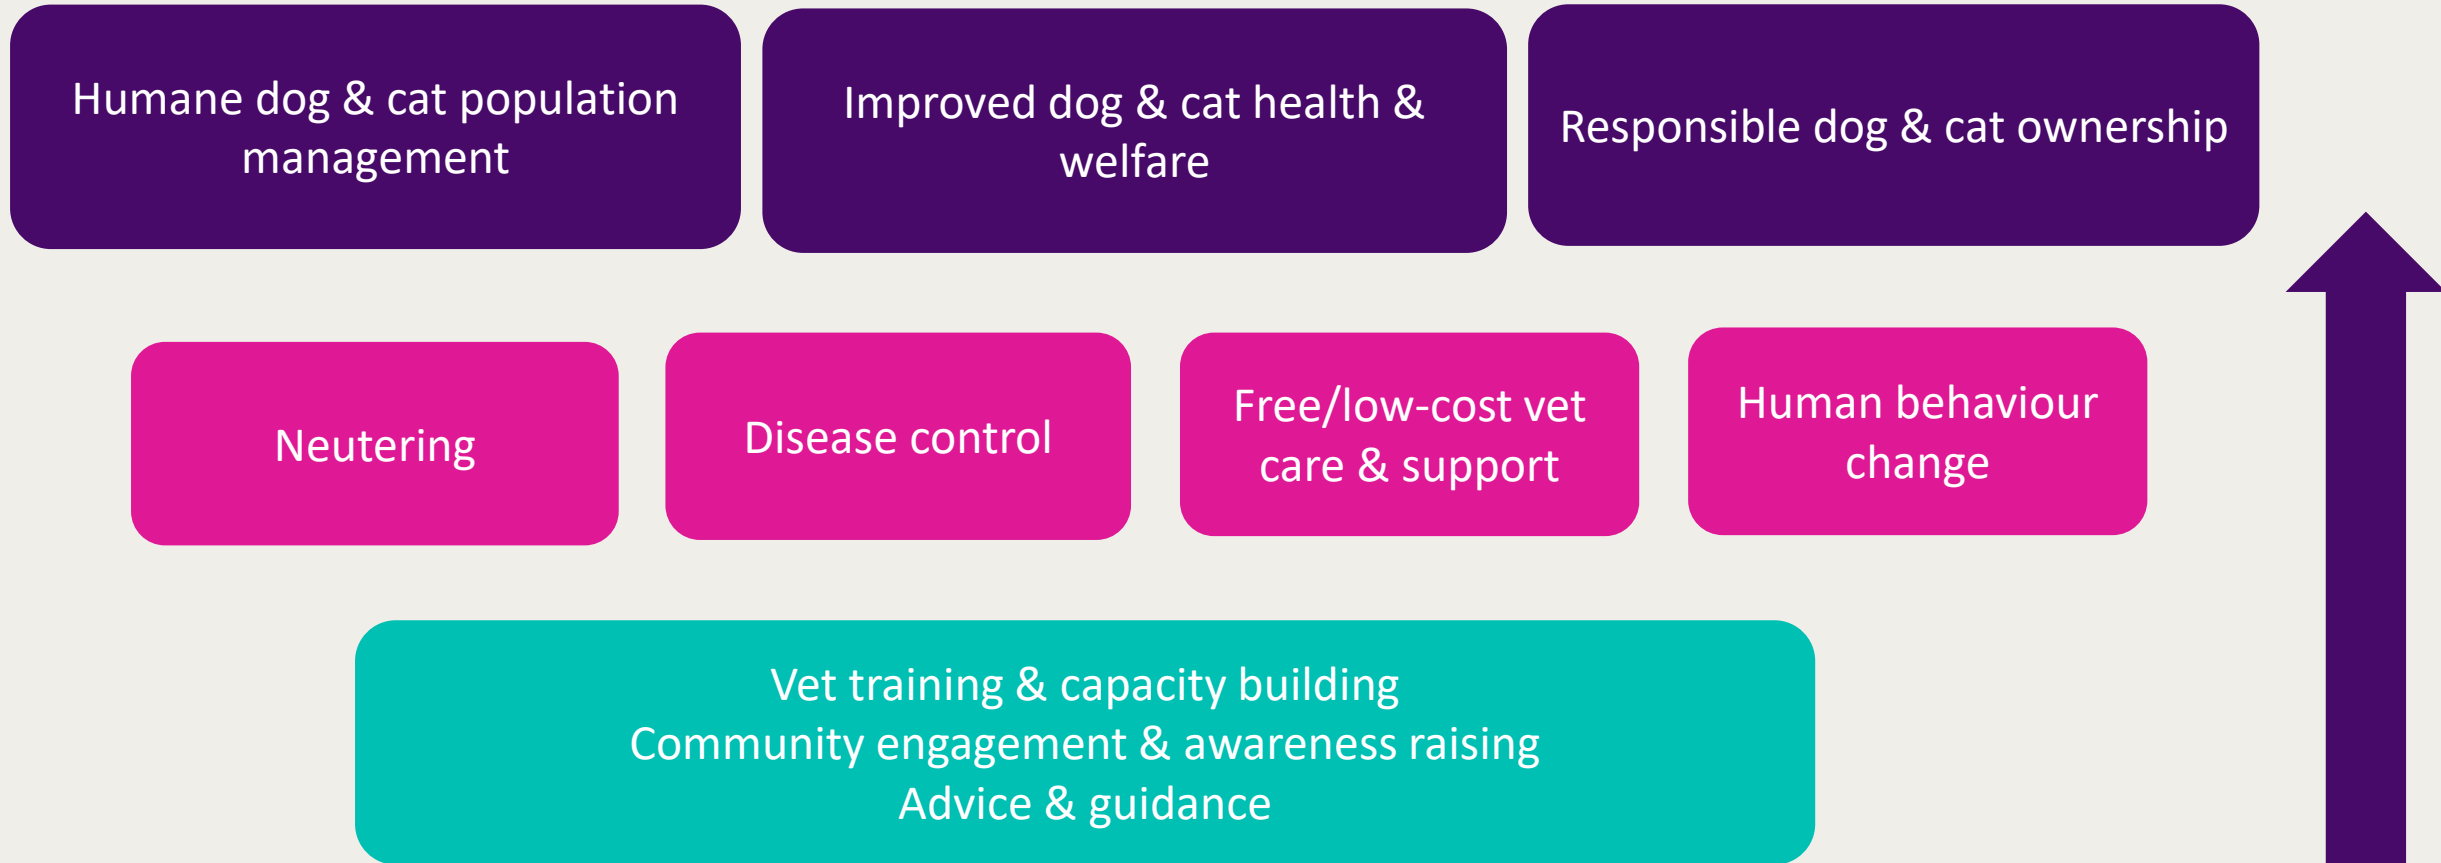 Humane dog & cat population
management
Improved dog & cat health &
welfare
Responsible dog & cat ownership
Neutering
Disease control
Free/low-cost vet
care & support
Human behaviour
change
Vet training & capacity building
Community engagement & awareness raising
Advice & guidance